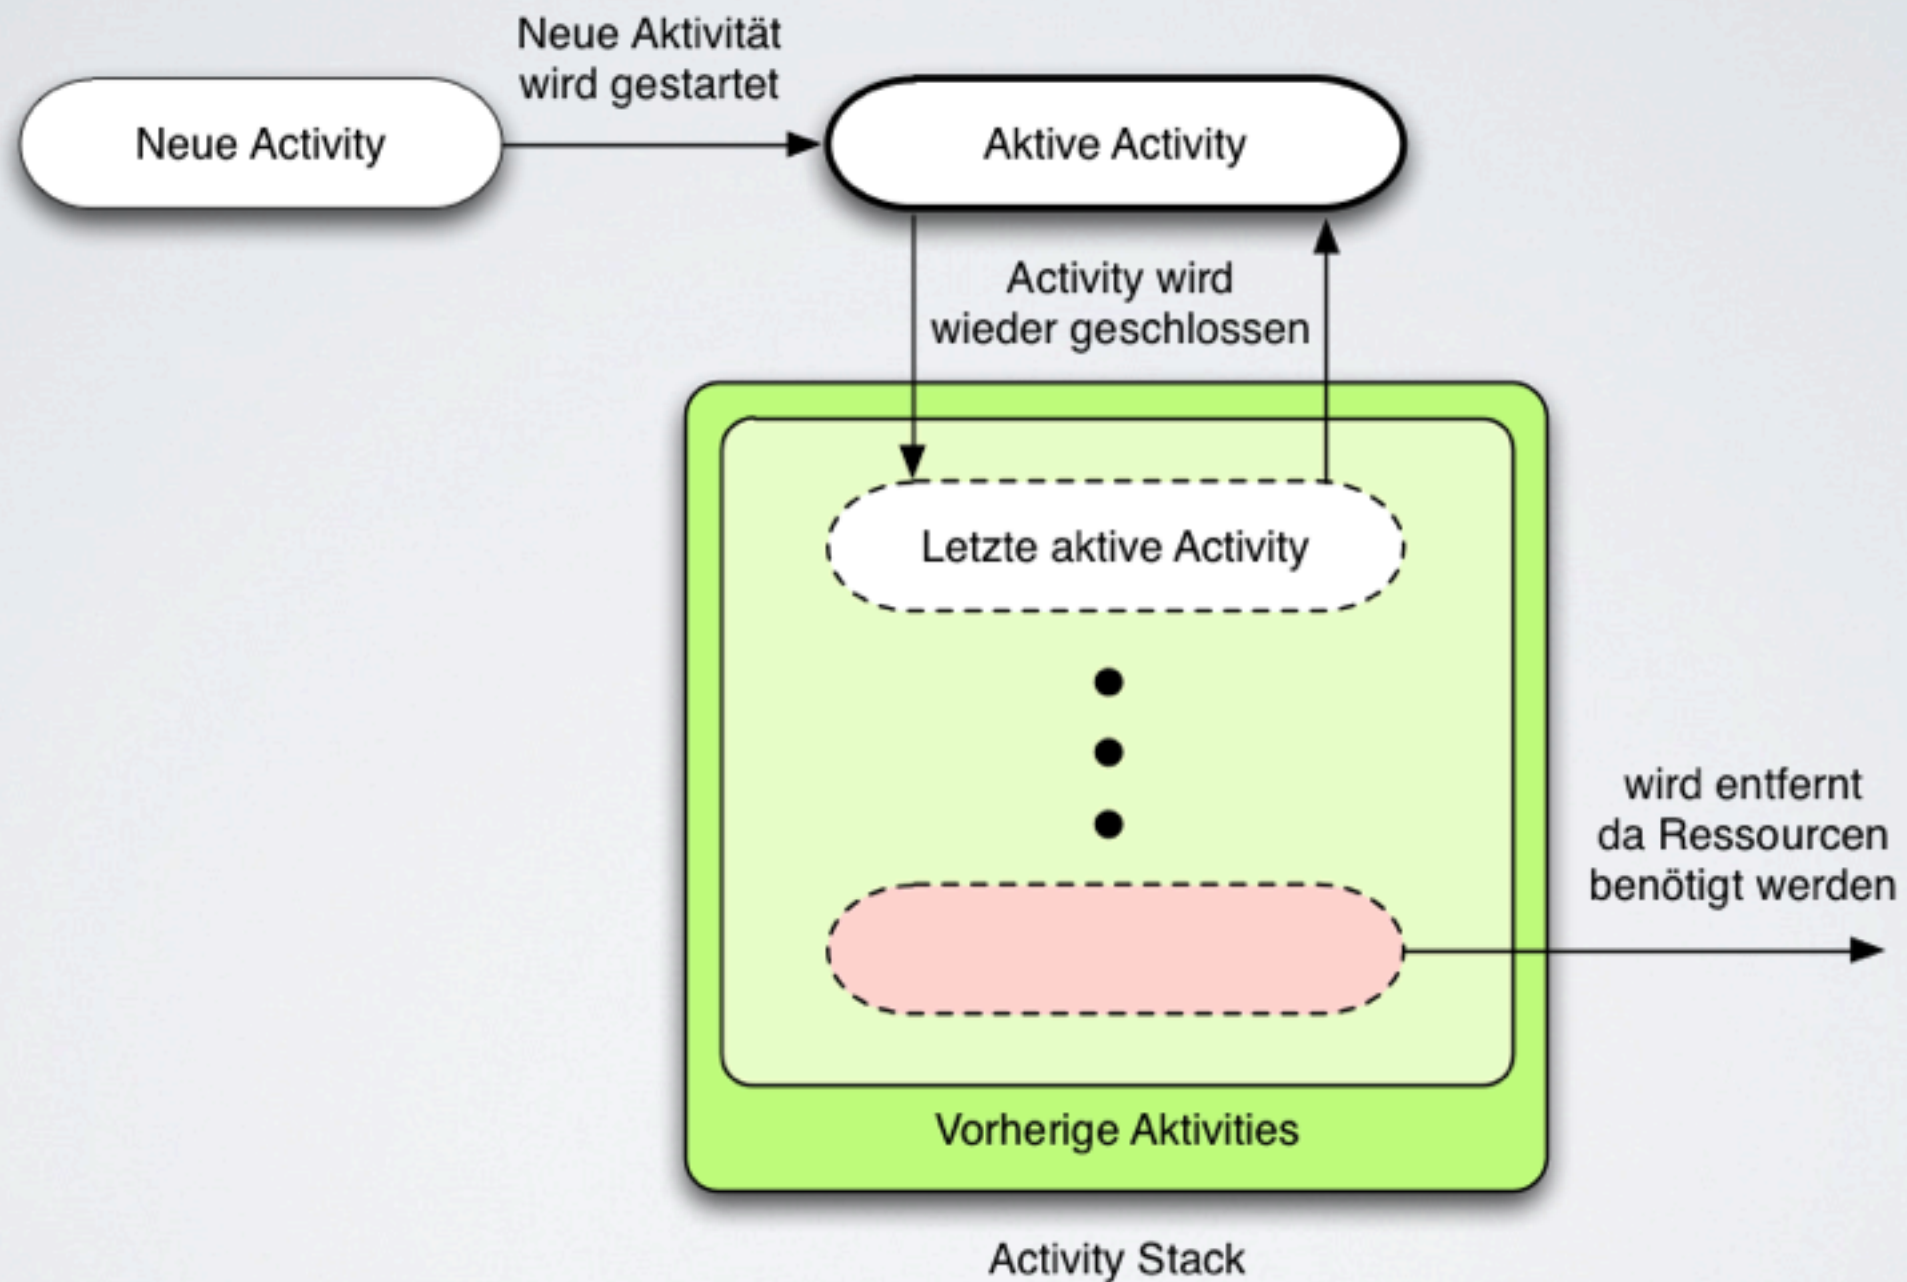 Neue Aktivität
wird gestartet
Neue Activity
Aktive Activity
Activity wird
wieder geschlossen
Letzte aktive Activity
wird entfernt
da Ressourcen
benötigt werden
Vorherige Aktivities
Activity Stack